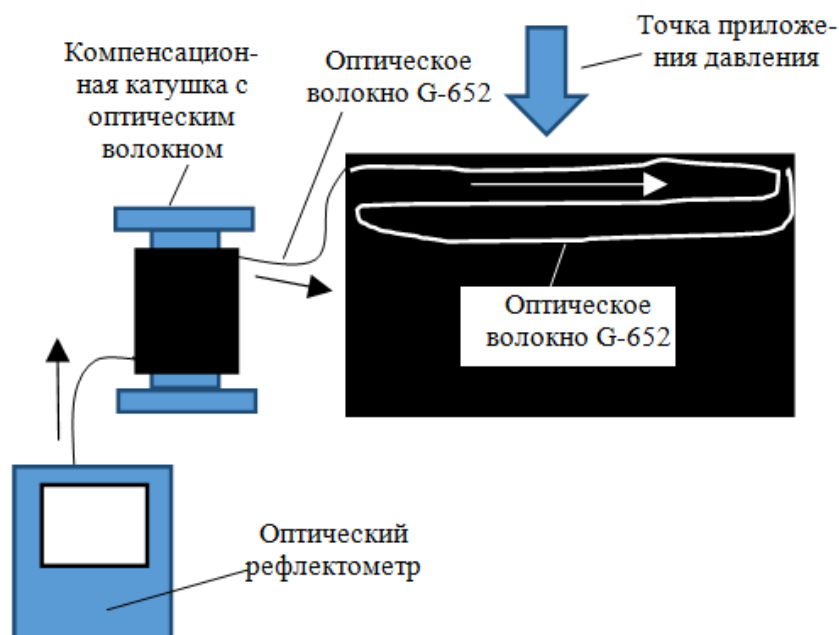 Компенсацион-
ная катушка с
оптическим
волокном
Оптическое
волокно G-652
Точка приложе-
ния давления
Оптическое
волокно G-652
Оптический
рефлектометр